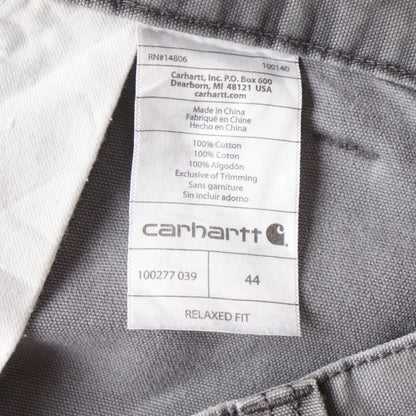 RN#14806 100140
Carhartt, Inc. P.O. Box 600
Dearborn, MI 48121 USA
carhartt.com
Made in China
Fabriqué en Chine
Hecho en China
100% Cotton
100% Coton
100% Algodón
Exclusive of Trimming
Sans garniture
Sin incluir adorno
carhartt
100277 039 44
RELAXED FIT